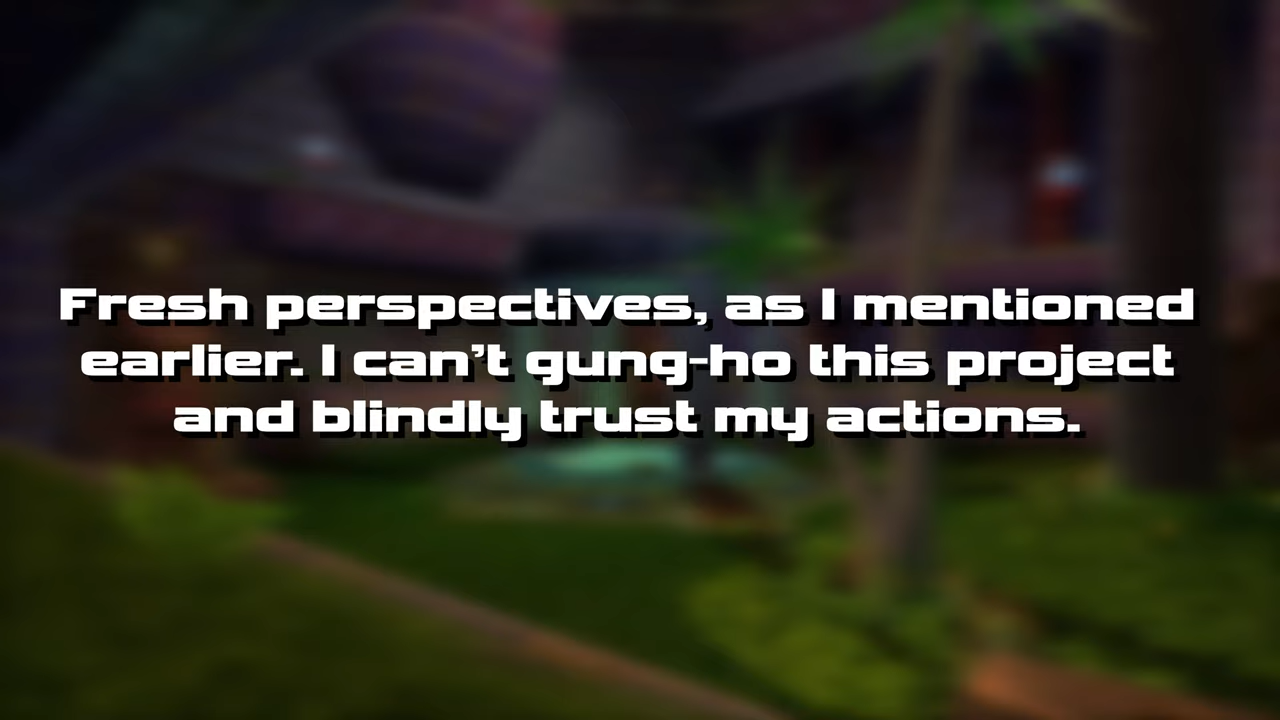 Fresh perspectives, as I mentioned
earlier. I can’t gung-ho this project
and blindly trust my actions.